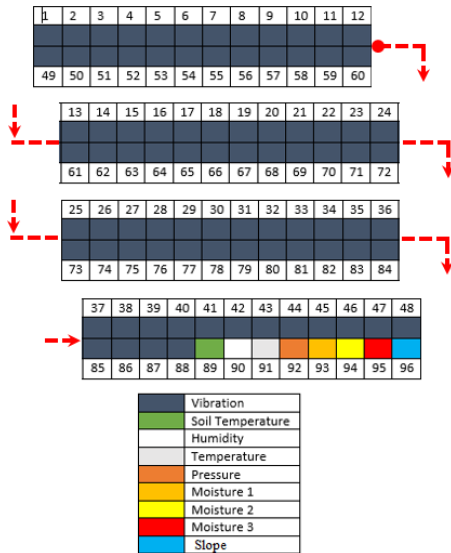 1 2 3 4 5 6 7 8 9 10 11 12
49 50 51 52 53 54 55 56 57 58 59 60
13 14 15 16 17 18 19 20 21 22 23 24
61 62 63 64 65 66 67 68 69 70 71 72
25 26 27 28 29 30 31 32 33 34 35 36
73 74 75 76 77 78 79 80 81 82 83 84
37 38 39 40 41 42 43 44 45 46 47 48
85 86 87 88 89 90 91 92 93 94 95 96
Vibration
Soil Temperature
Humidity
Temperature
Pressure
Moisture 1
Moisture 2
Moisture 3
Slope